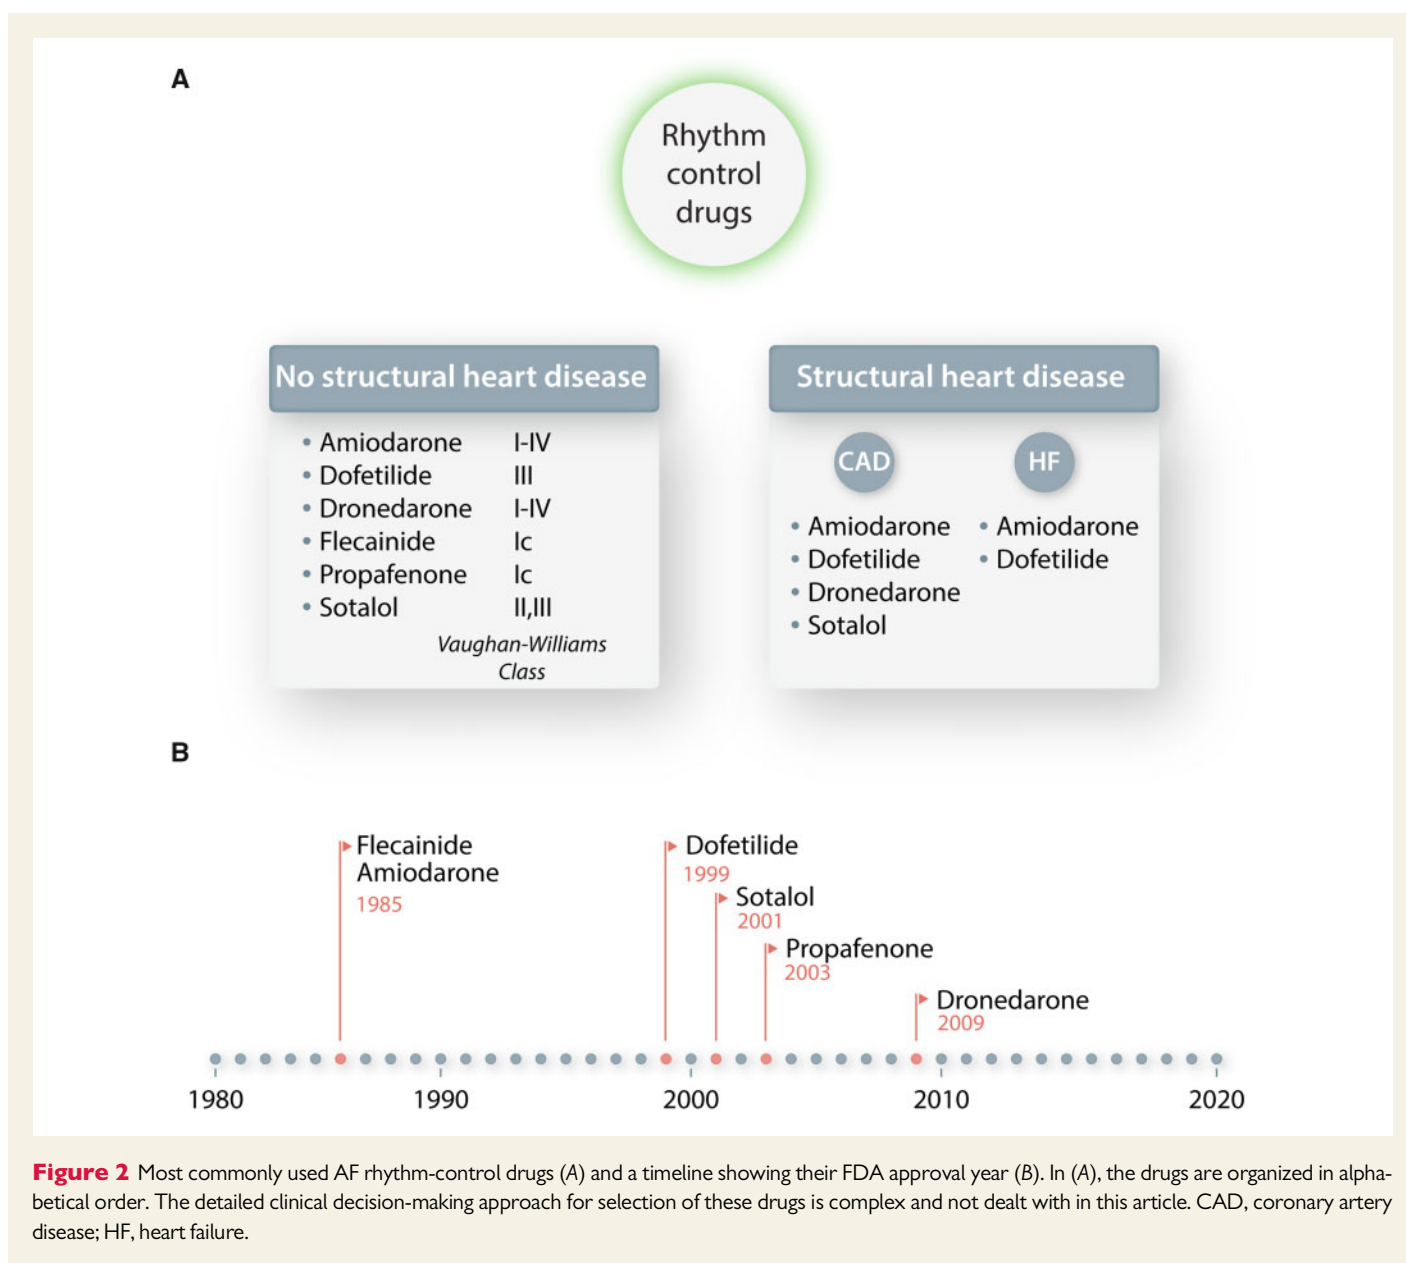 A
Rhythm
control
drugs
No structural heart disease
• Amiodarone I-IV
• Dofetilide III
• Dronedarone I-IV
• Flecainide Ic
• Propafenone Ic
• Sotalol II,III
Vaughan-Williams
Class
Structural heart disease
CAD
• Amiodarone
• Dofetilide
• Dronedarone
• Sotalol
HF
• Amiodarone
• Dofetilide
B
Flecainide
Amiodarone
1985
Dofetilide
1999
Sotalol
2001
Propafenone
2003
Dronedarone
2009
1980 1990 2000 2010 2020
Figure 2 Most commonly used AF rhythm-control drugs (A) and a timeline showing their FDA approval year (B). In (A), the drugs are organized in alpha-
betical order. The detailed clinical decision-making approach for selection of these drugs is complex and not dealt with in this article. CAD, coronary artery
disease; HF, heart failure.